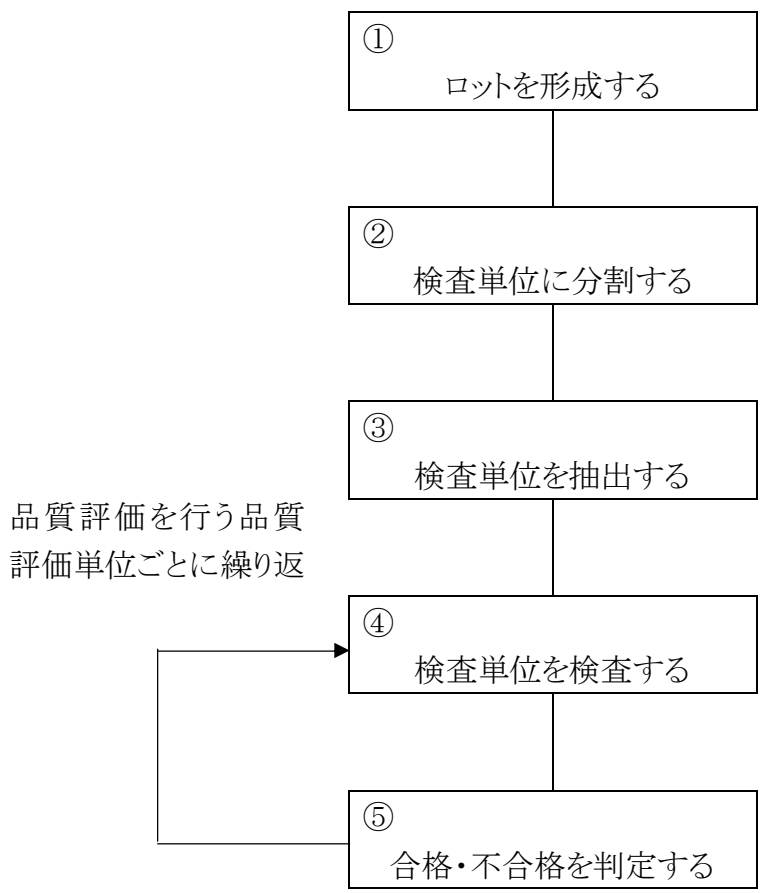 ①
ロットを形成する
②
検査単位に分割する
③
検査単位を抽出する
品質評価を行う品質
評価単位ごとに繰り返
④
検査単位を検査する
⑤
合格・不合格を判定する